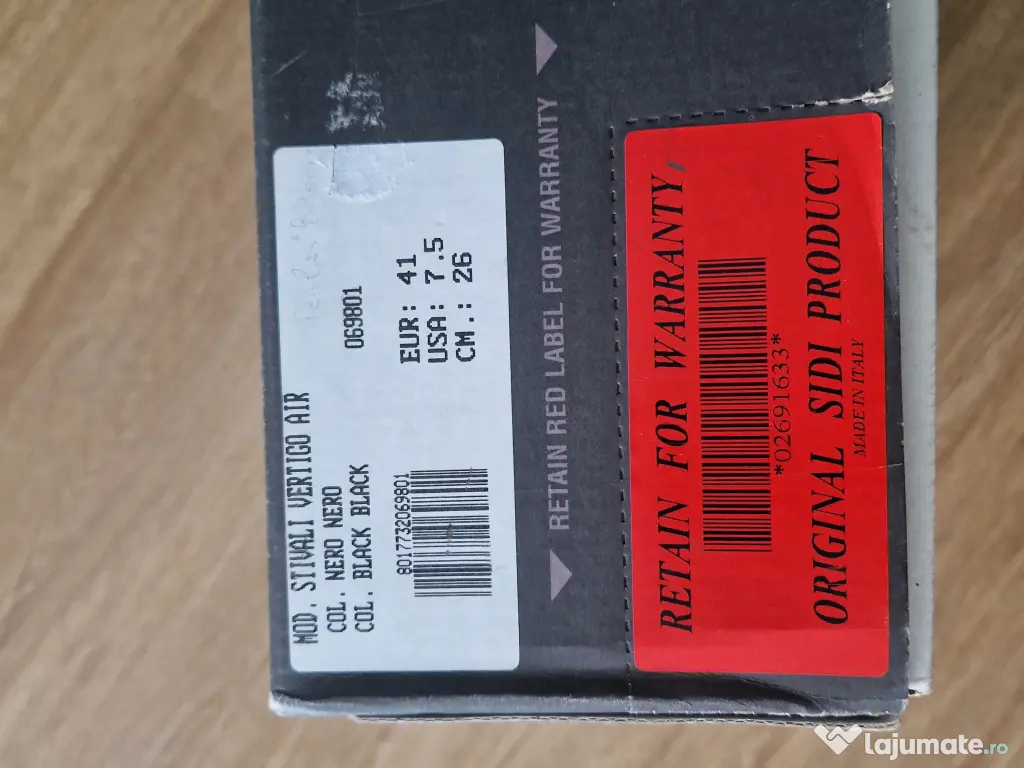 MOD. STIVALI VERTIGO AIR
COL. NERO NERO
069801
COL. BLACK BLACK
EUR: 41
USA: 7.5
CM.: 26
8017732069801
RETAIN RED LABEL FOR WARRANTY
RETAIN FOR WARRANTY,
*02691633*
ORIGINAL SIDI PRODUCT
MADE IN ITALY
lajumate.ro